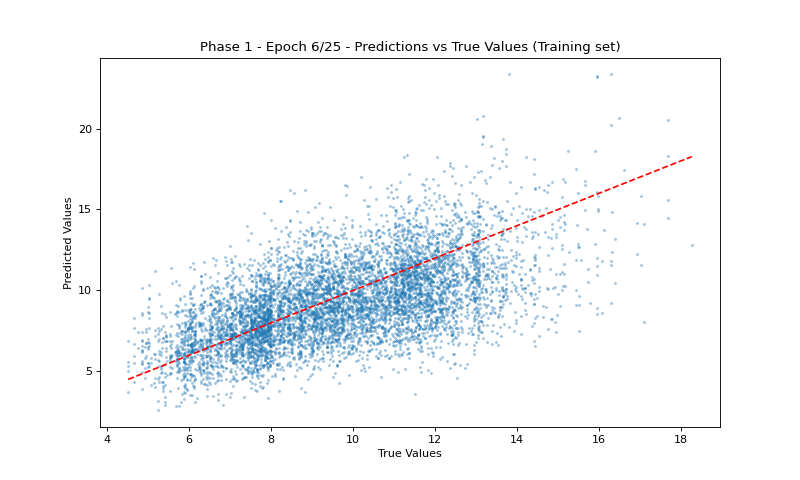 Phase 1 - Epoch 6/25 - Predictions vs True Values (Training set)
Predicted Values
20
15
10
5
4 6 8 10 12 14 16 18
True Values